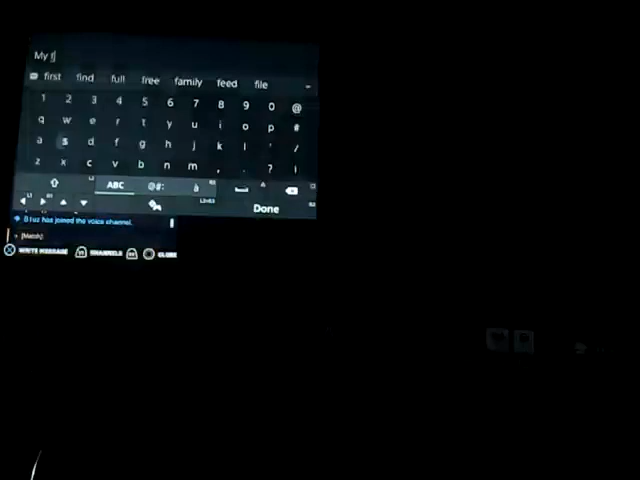 My f
first find full free family feed file
1 2 3 4 5 6 7 8 9 0 @
q w e r t y u i o p #
a s d f g h j k l ' /
z x c v b n m , . ? !
ABC @#: à
Done
has joined the voice channel.
[Match]:
WRITE MESSAGE CHANNELS CLOSE